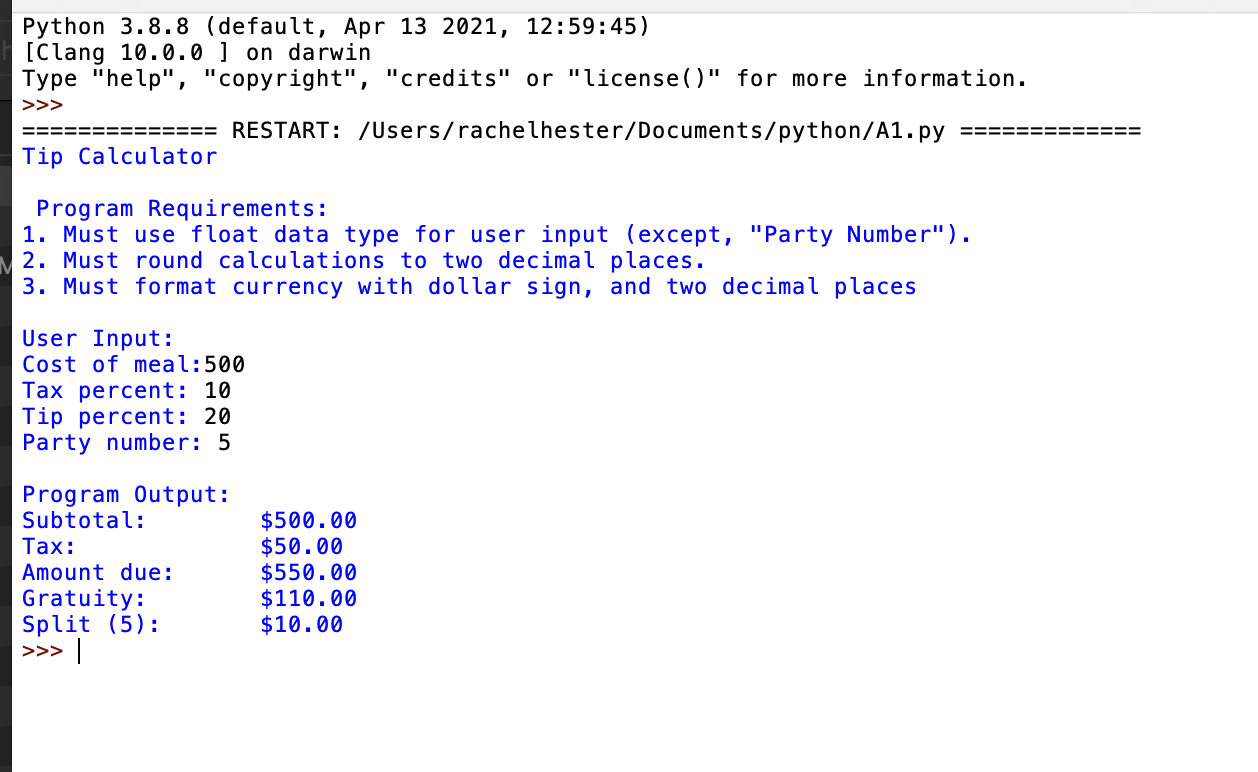 Python 3.8.8 (default, Apr 13 2021, 12:59:45)
[Clang 10.0.0 ] on darwin
Type "help", "copyright", "credits" or "license()" for more information.
>>>
============== RESTART: /Users/rachelhester/Documents/python/A1.py =============
Tip Calculator

 Program Requirements:
1. Must use float data type for user input (except, "Party Number").
2. Must round calculations to two decimal places.
3. Must format currency with dollar sign, and two decimal places

User Input:
Cost of meal:500
Tax percent: 10
Tip percent: 20
Party number: 5

Program Output:
Subtotal:        $500.00
Tax:             $50.00
Amount due:      $550.00
Gratuity:        $110.00
Split (5):       $10.00
>>>